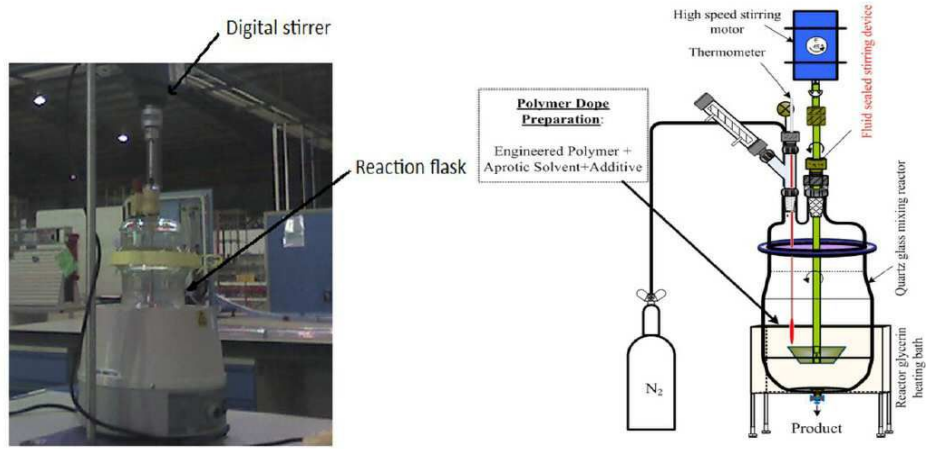 Digital stirrer
Reaction flask
High speed stirring
motor
Thermometer
Fluid sealed stirring device
Polymer Dope
Preparation:
Engineered Polymer +
Aprotic Solvent+Additive
Quartz glass mixing reactor
Reactor glycerin
heating bath
N₂
Product